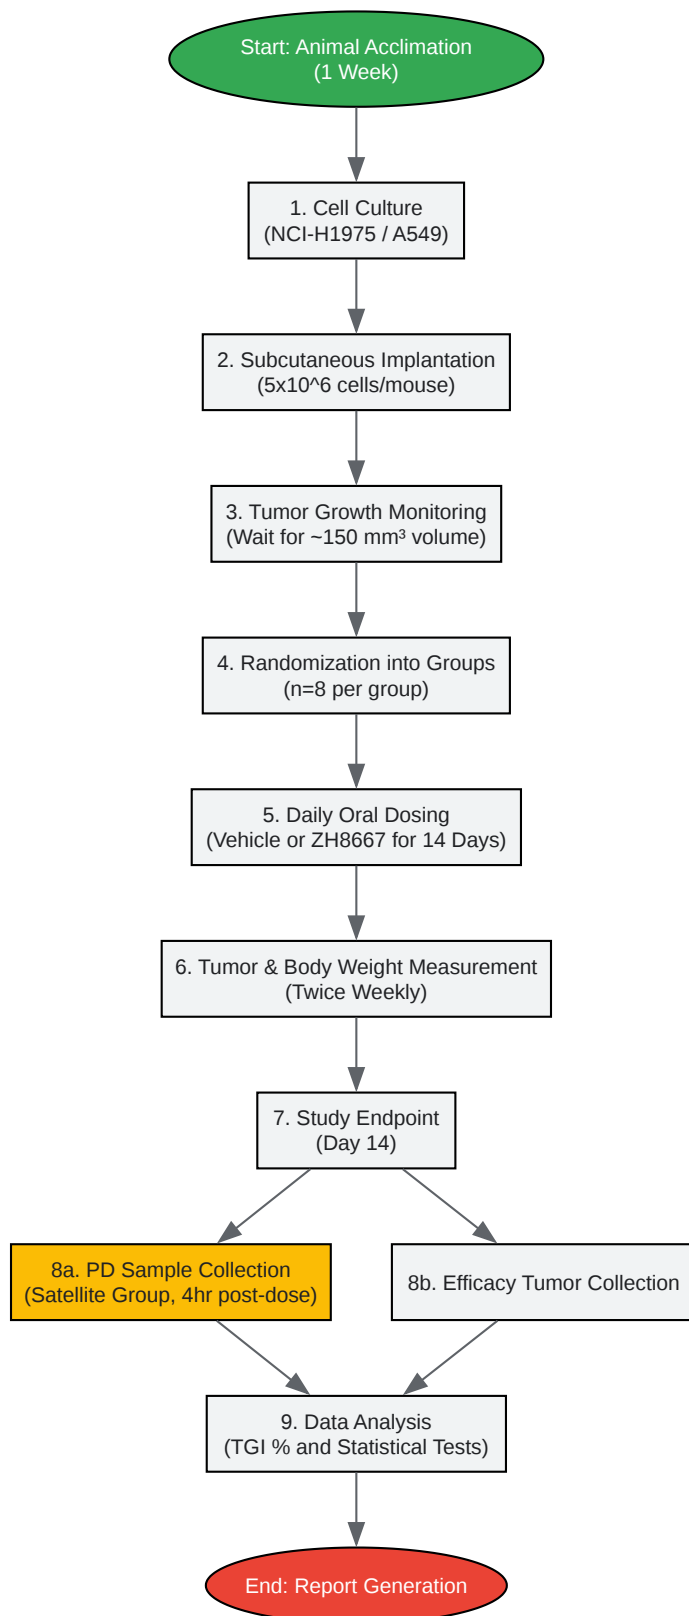 Start: Animal Acclimation
(1 Week)
1. Cell Culture
(NCI-H1975 / A549)
2. Subcutaneous Implantation
(5x10^6 cells/mouse)
3. Tumor Growth Monitoring
(Wait for ~150 mm³ volume)
4. Randomization into Groups
(n=8 per group)
5. Daily Oral Dosing
(Vehicle or ZH8667 for 14 Days)
6. Tumor & Body Weight Measurement
(Twice Weekly)
7. Study Endpoint
(Day 14)
8a. PD Sample Collection
(Satellite Group, 4hr post-dose)
8b. Efficacy Tumor Collection
9. Data Analysis
(TGI % and Statistical Tests)
End: Report Generation